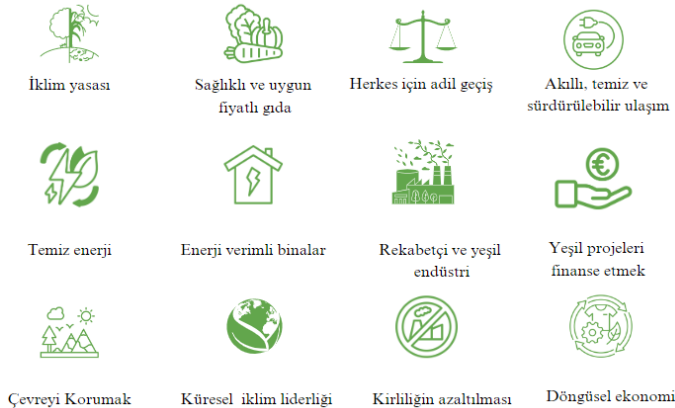 İklim yasası
Sağlıklı ve uygun
fiyatlı gıda
Herkes için adil geçiş
Akıllı, temiz ve
sürdürülebilir ulaşım
Temiz enerji
Enerji verimli binalar
Rekabetçi ve yeşil
endüstri
Yeşil projeleri
finanse etmek
Çevreyi Korumak
Küresel iklim liderliği
Kirliliğin azaltılması
Döngüsel ekonomi